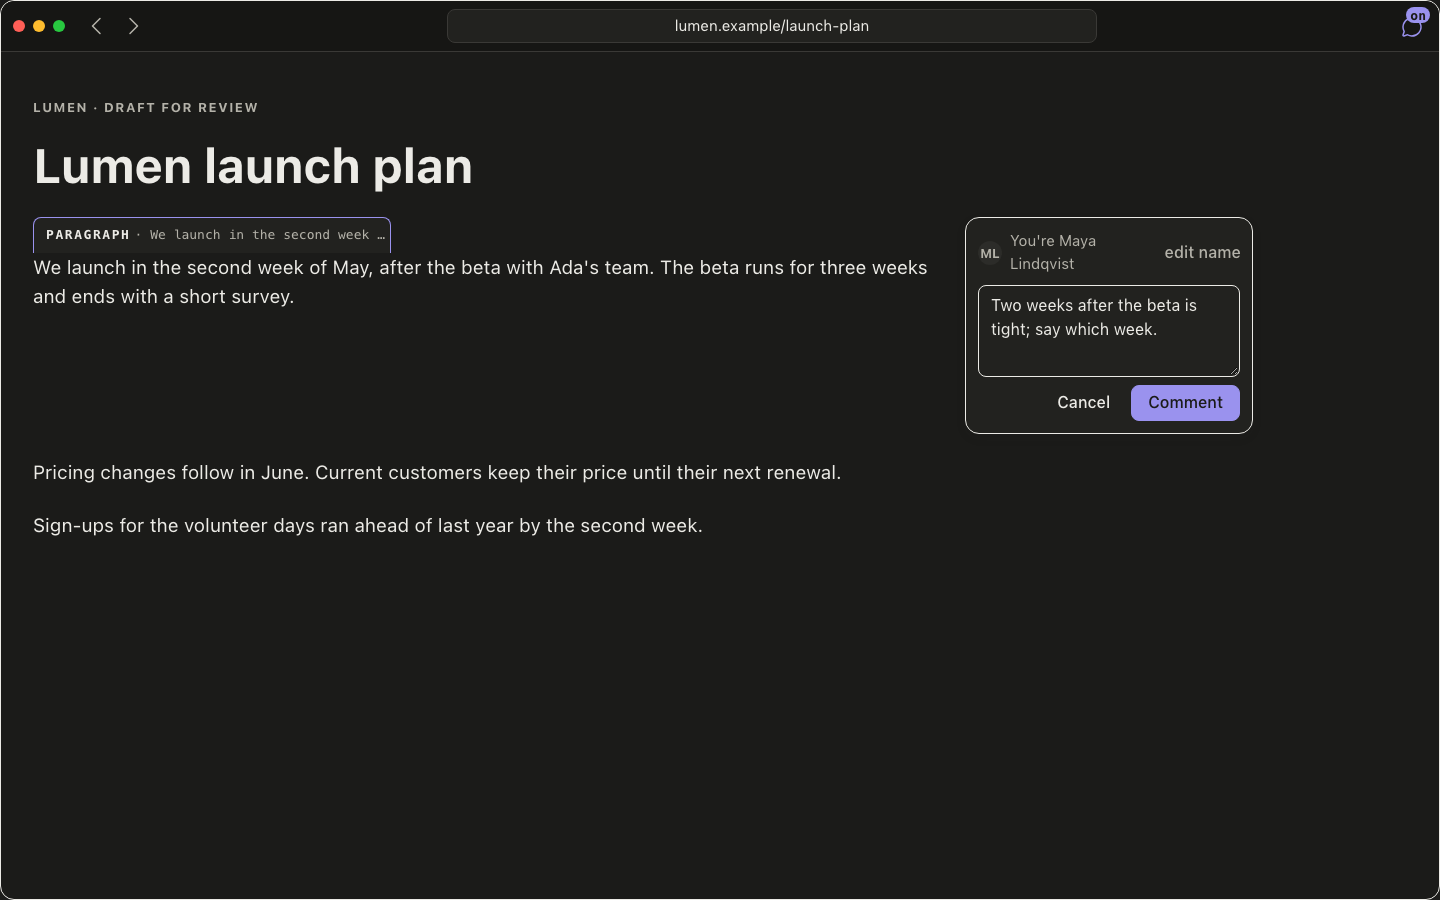 lumen.example/launch-plan
on
LUMEN · DRAFT FOR REVIEW
Lumen launch plan
PARAGRAPH · We launch in the second week …
We launch in the second week of May, after the beta with Ada's team. The beta runs for three weeks
and ends with a short survey.
ML
You're Maya
Lindqvist
edit name
Two weeks after the beta is
tight; say which week.
Cancel
Comment
Pricing changes follow in June. Current customers keep their price until their next renewal.
Sign-ups for the volunteer days ran ahead of last year by the second week.